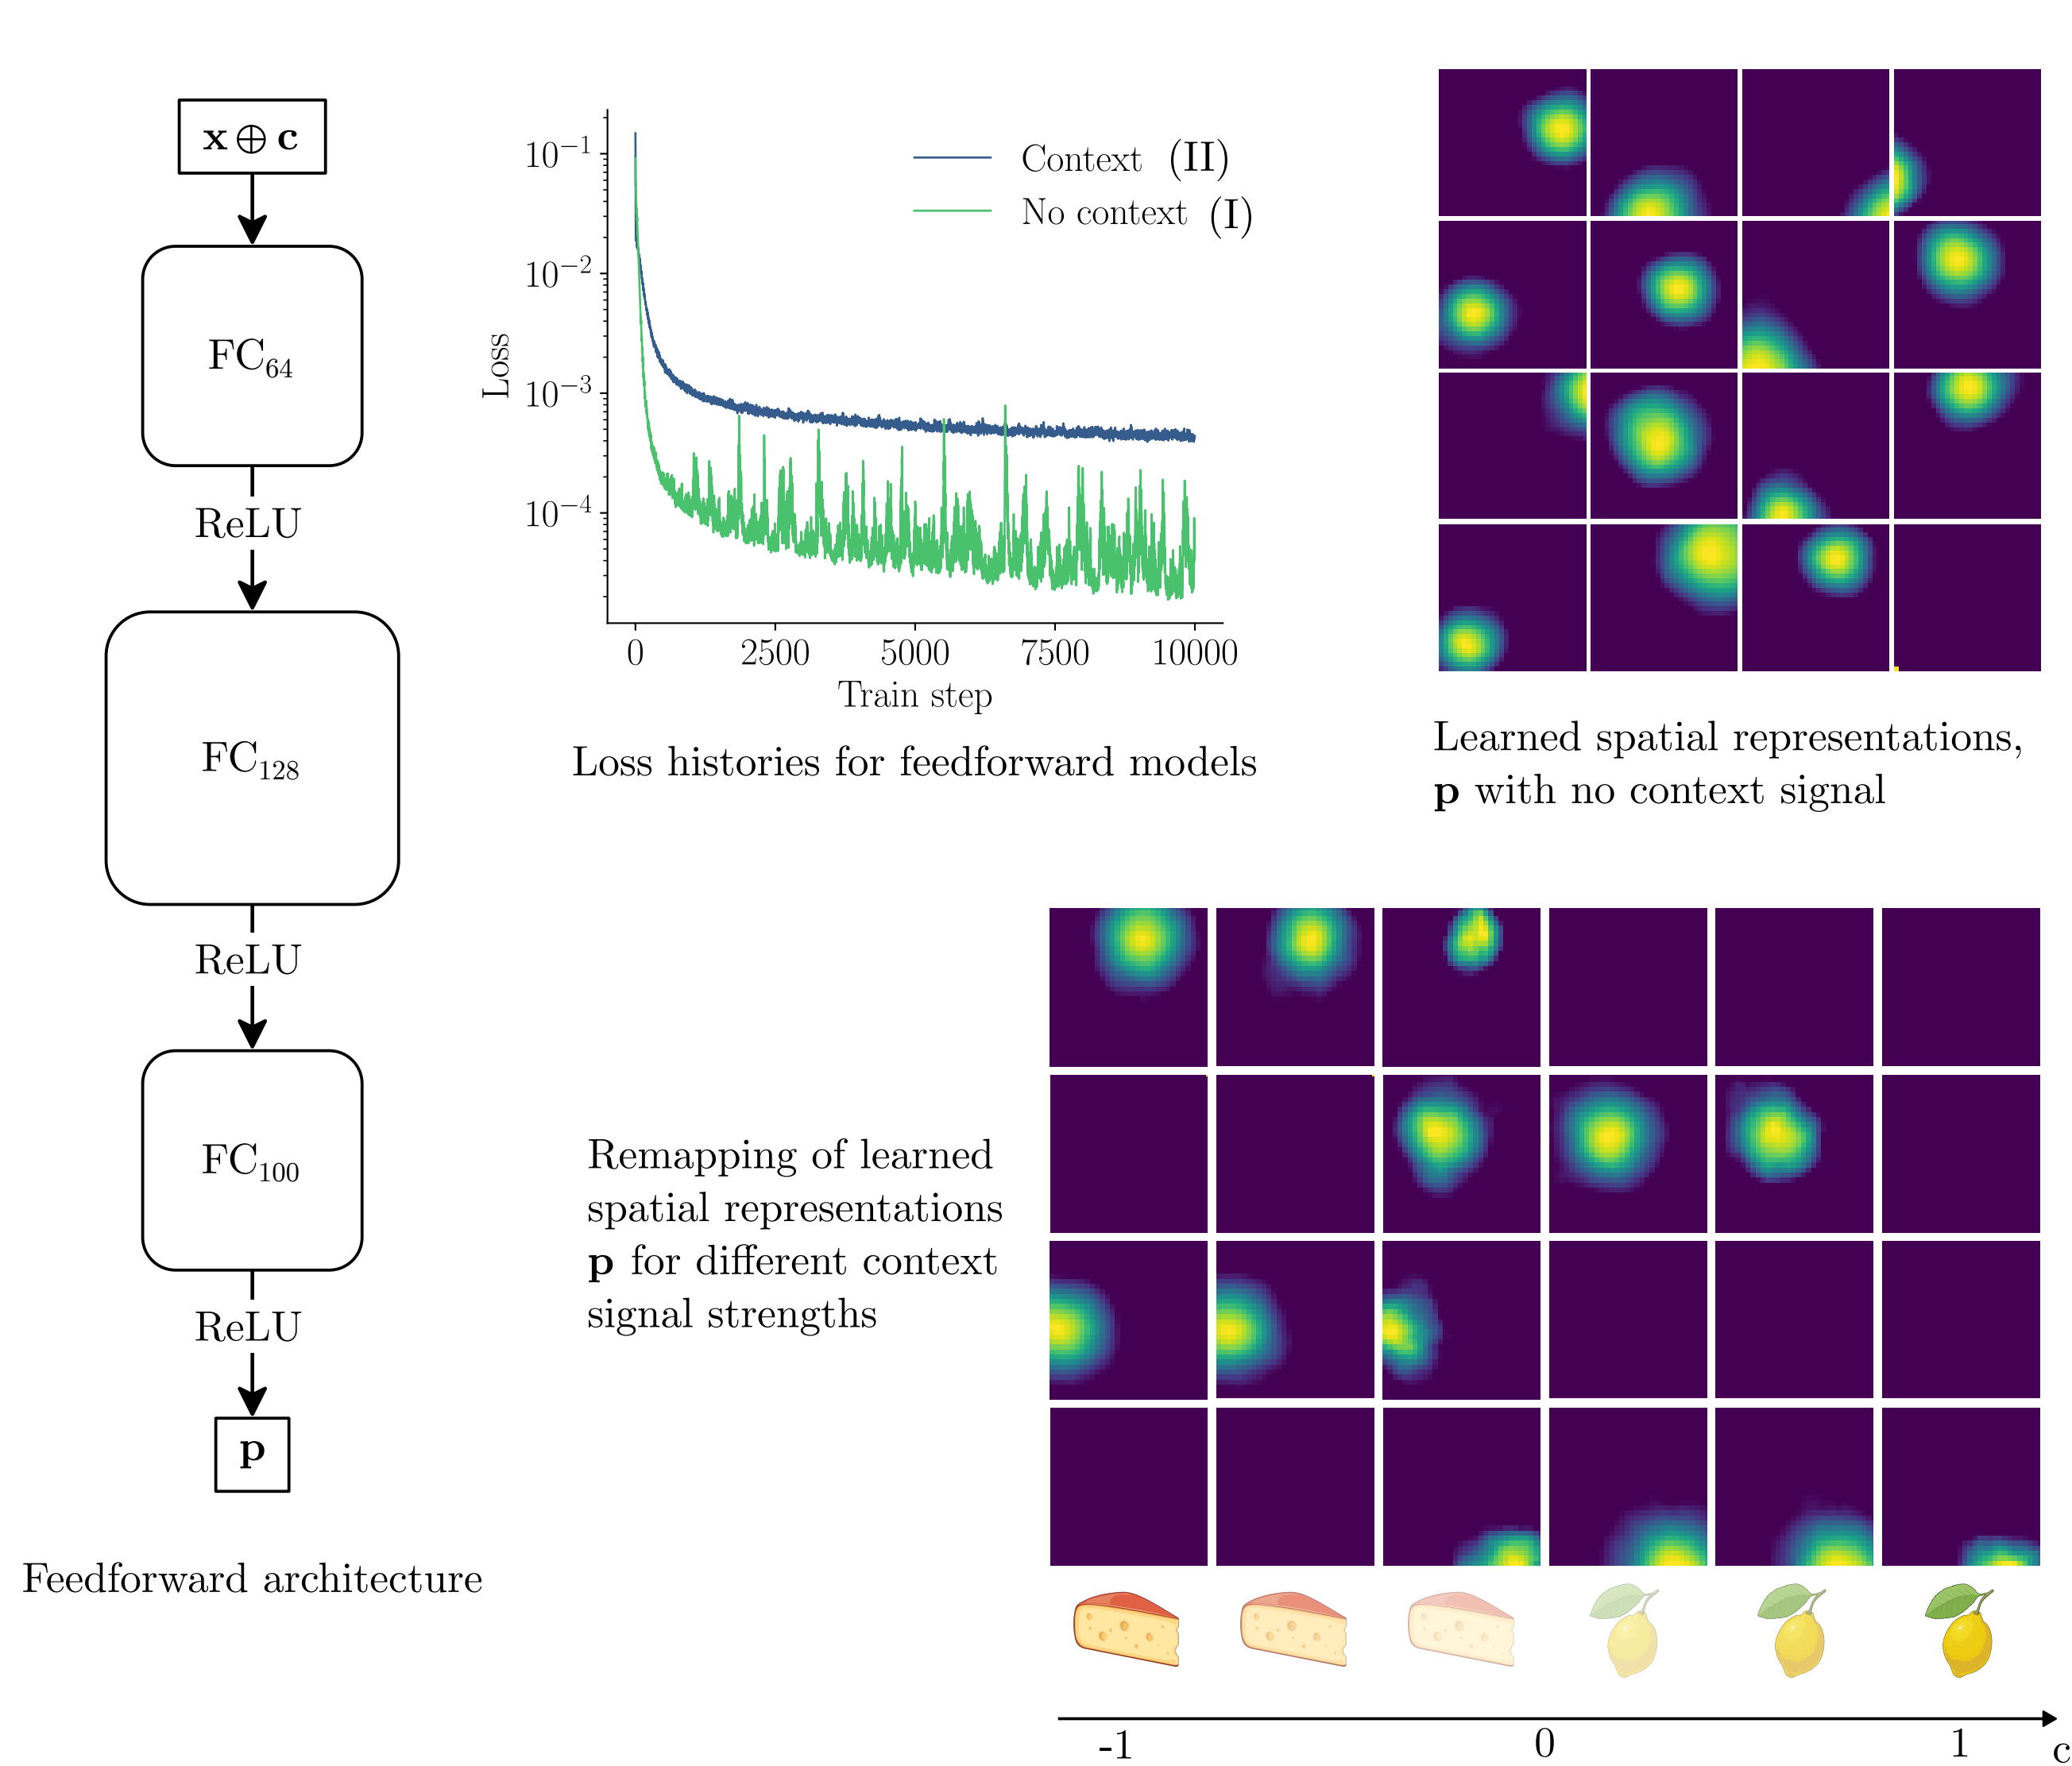 x ⊕ c
FC64
ReLU
FC128
ReLU
FC100
ReLU
p
Feedforward architecture
Loss
10−1
10−2
10−3
10−4
Context (II)
No context (I)
0 2500 5000 7500 10000
Train step
Loss histories for feedforward models
Learned spatial representations,
p with no context signal
Remapping of learned
spatial representations
p for different context
signal strengths
-1 0 1 c